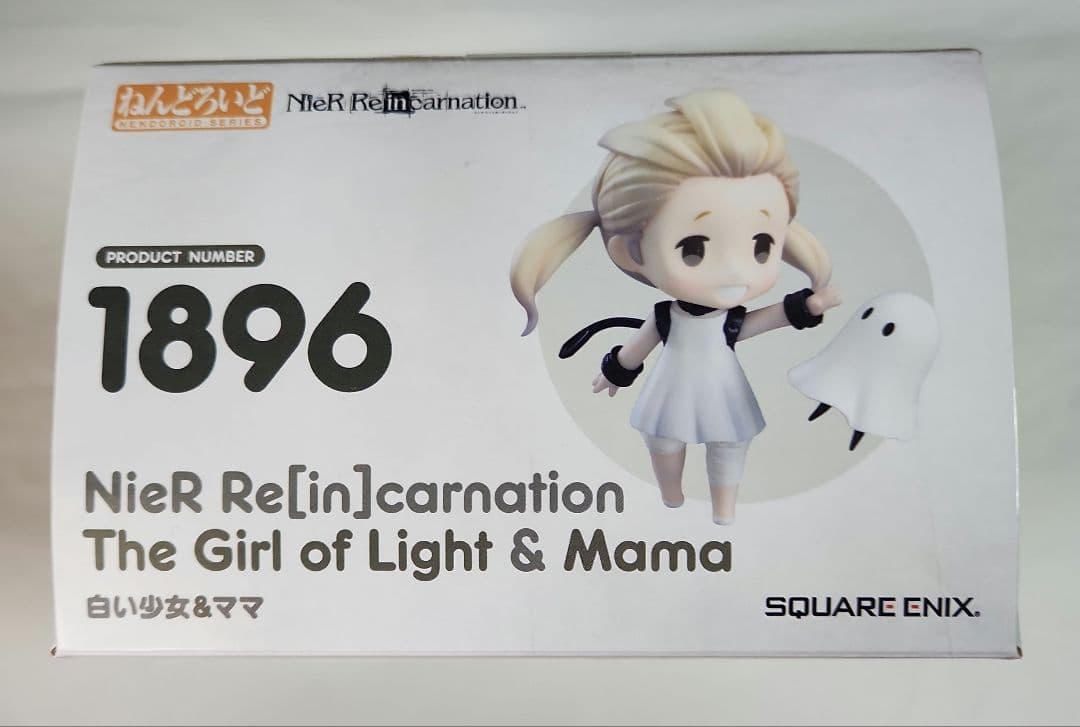 ねんどろいど
NENDOROID SERIES
NieR Re[in]carnation
PRODUCT NUMBER
1896
NieR Re[in]carnation
The Girl of Light & Mama
白い少女&ママ
SQUARE ENIX®